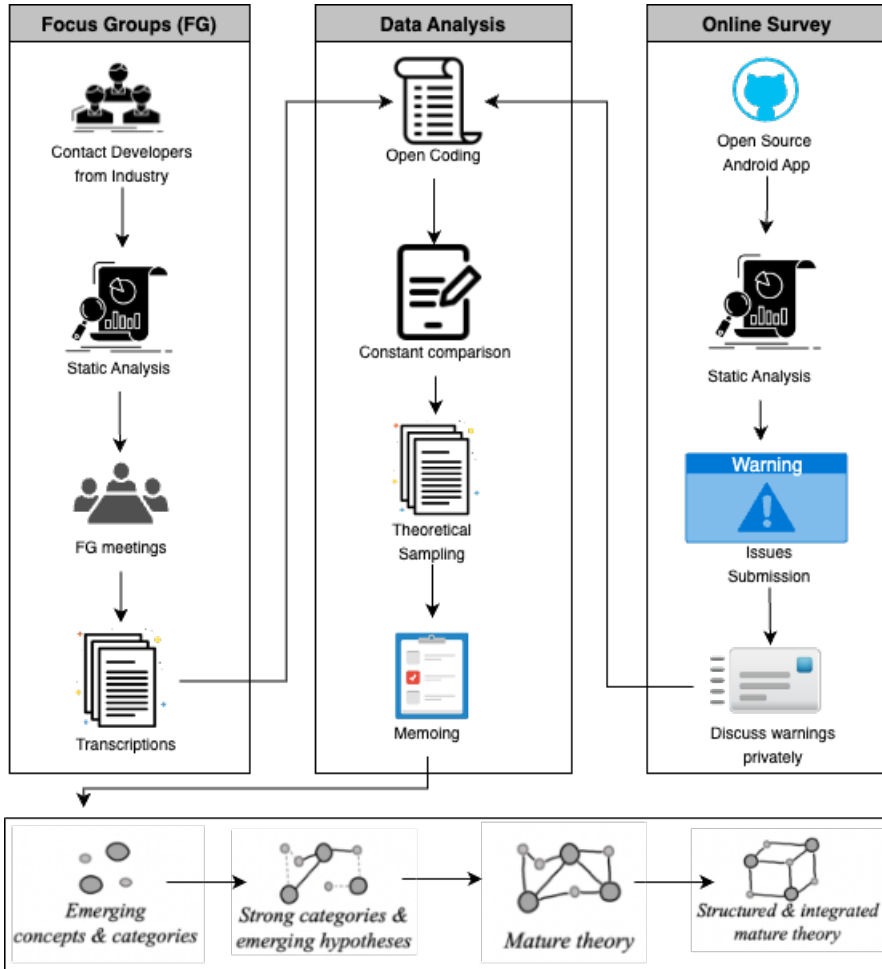 Focus Groups (FG)
Contact Developers
from Industry
Static Analysis
FG meetings
Transcriptions
Data Analysis
Open Coding
Constant comparison
Theoretical
Sampling
Memoing
Online Survey
Open Source
Android App
Static Analysis
Warning
Issues
Submission
Discuss warnings
privately
Emerging
concepts & categories
Strong categories &
emerging hypotheses
Mature theory
Structured & integrated
mature theory